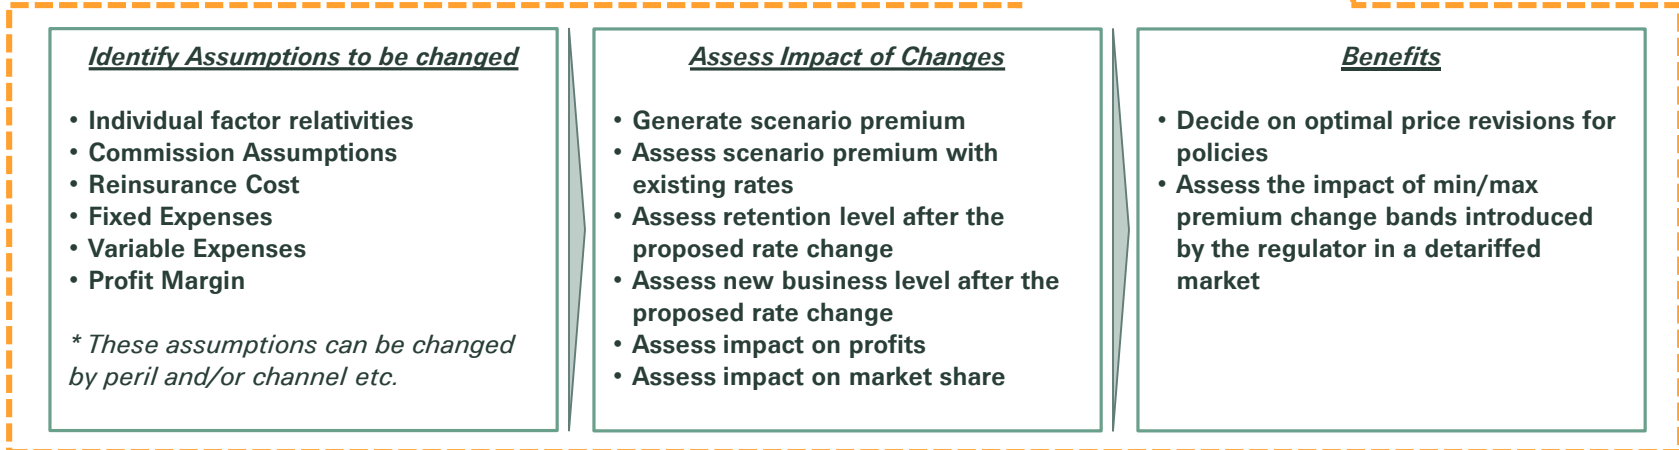 Identify Assumptions to be changed
• Individual factor relativities
• Commission Assumptions
• Reinsurance Cost
• Fixed Expenses
• Variable Expenses
• Profit Margin
* These assumptions can be changed
by peril and/or channel etc.
Assess Impact of Changes
• Generate scenario premium
• Assess scenario premium with
existing rates
• Assess retention level after the
proposed rate change
• Assess new business level after the
proposed rate change
• Assess impact on profits
• Assess impact on market share
Benefits
• Decide on optimal price revisions for
policies
• Assess the impact of min/max
premium change bands introduced
by the regulator in a detariffed
market